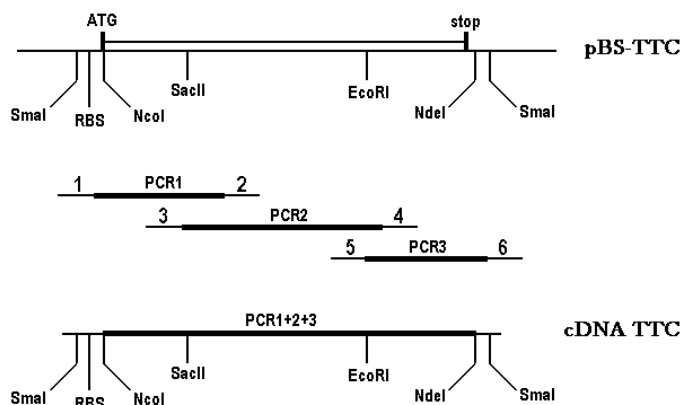 ATG stop
pBS-TTC
SacII EcoRI
SmaI RBS NcoI NdeI SmaI
1 PCR1 2
3 PCR2 4
5 PCR3 6
PCR1+2+3
cDNA TTC
SacII EcoRI
SmaI RBS NcoI NdeI SmaI